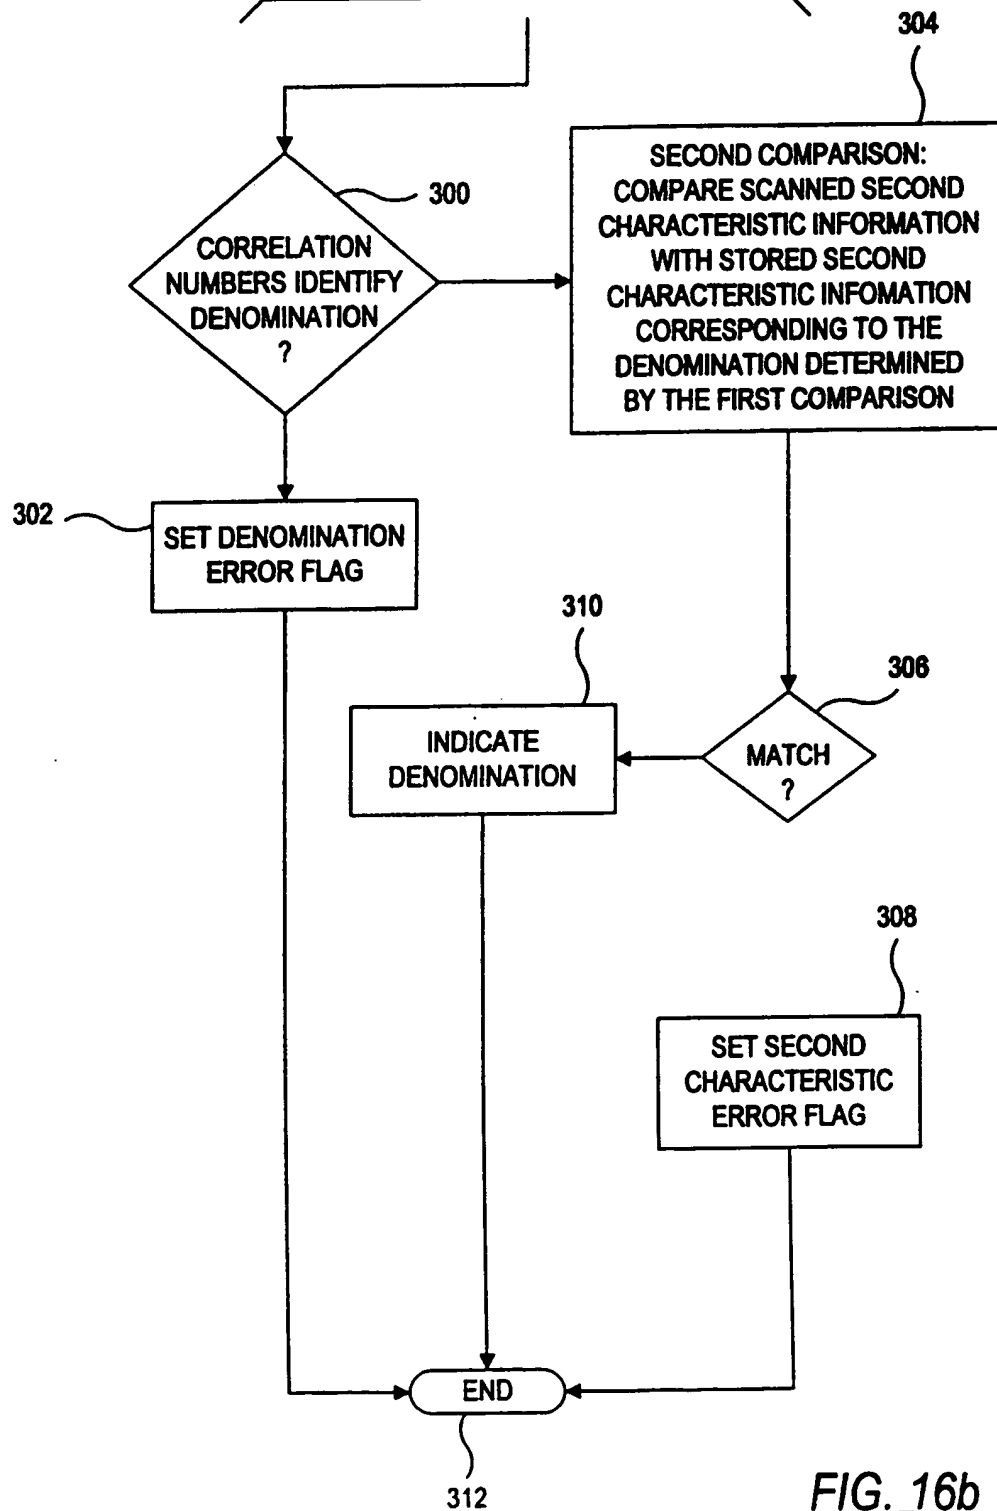 304
300
CORRELATION
NUMBERS IDENTIFY
DENOMINATION
?
SECOND COMPARISON:
COMPARE SCANNED SECOND
CHARACTERISTIC INFORMATION
WITH STORED SECOND
CHARACTERISTIC INFOMATION
CORRESPONDING TO THE
DENOMINATION DETERMINED
BY THE FIRST COMPARISON
302
SET DENOMINATION
ERROR FLAG
310
306
INDICATE
DENOMINATION
MATCH
?
308
SET SECOND
CHARACTERISTIC
ERROR FLAG
END
312
FIG. 16b